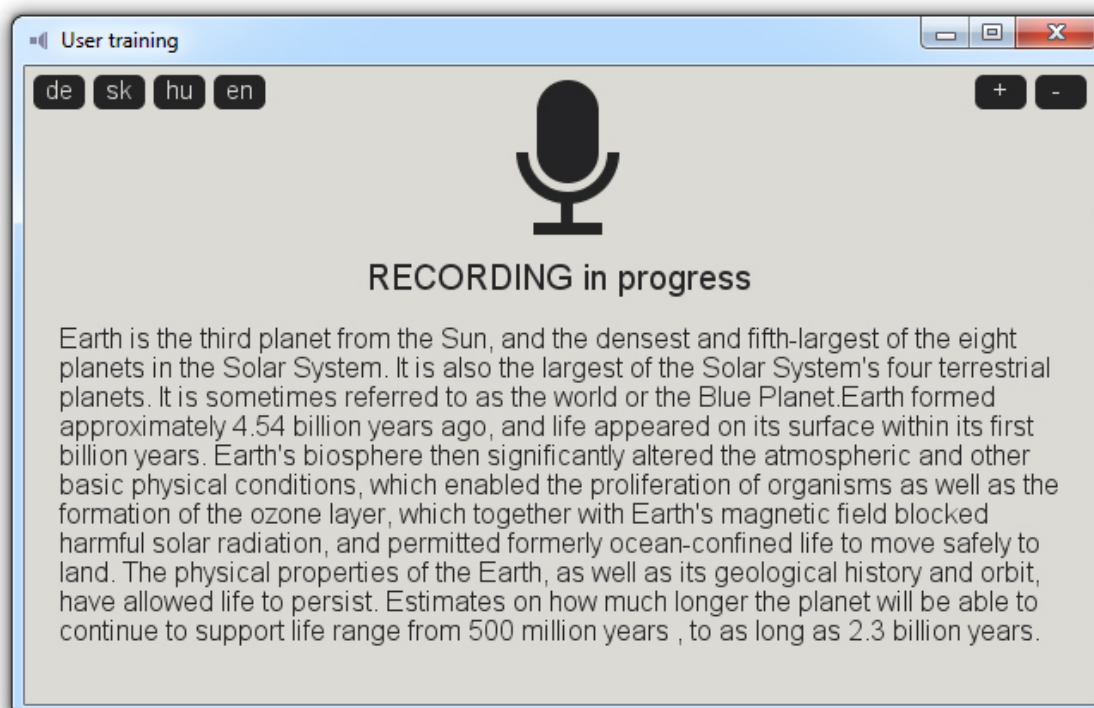 User training
de sk hu en + -
RECORDING in progress
Earth is the third planet from the Sun, and the densest and fifth-largest of the eight
planets in the Solar System. It is also the largest of the Solar System's four terrestrial
planets. It is sometimes referred to as the world or the Blue Planet.Earth formed
approximately 4.54 billion years ago, and life appeared on its surface within its first
billion years. Earth's biosphere then significantly altered the atmospheric and other
basic physical conditions, which enabled the proliferation of organisms as well as the
formation of the ozone layer, which together with Earth's magnetic field blocked
harmful solar radiation, and permitted formerly ocean-confined life to move safely to
land. The physical properties of the Earth, as well as its geological history and orbit,
have allowed life to persist. Estimates on how much longer the planet will be able to
continue to support life range from 500 million years , to as long as 2.3 billion years.